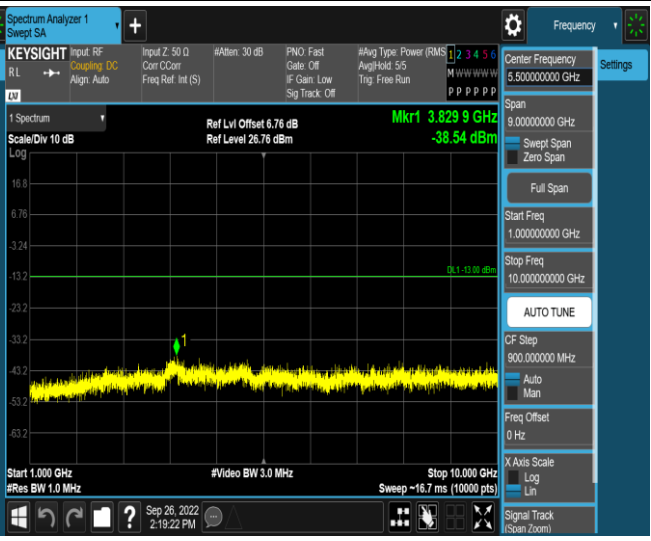 Spectrum Analyzer 1
Swept SA
Frequency
KEYSIGHT
RL
Input: RF
Coupling: DC
Align: Auto
Input Z: 50 Ω
Corr CCorr
Freq Ref: Int (S)
#Atten: 30 dB
PNO: Fast
Gate: Off
IF Gain: Low
Sig Track: Off
#Avg Type: Power (RMS
Avg|Hold: 5/5
Trig: Free Run
1 2 3 4 5 6
M W W W W W
P P P P P P
LXI
1 Spectrum
Scale/Div 10 dB
Log
Ref Lvl Offset 6.76 dB
Ref Level 26.76 dBm
Mkr1 3.829 9 GHz
-38.54 dBm
16.8
6.76
-3.24
-13.2
-23.2
-33.2
-43.2
-53.2
-63.2
DL1 -13.00 dBm
1
Start 1.000 GHz
#Res BW 1.0 MHz
#Video BW 3.0 MHz
Stop 10.000 GHz
Sweep ~16.7 ms (10000 pts)
Sep 26, 2022
2:19:22 PM
?
Center Frequency
5.500000000 GHz
Span
9.00000000 GHz
Swept Span
Zero Span
Full Span
Start Freq
1.000000000 GHz
Stop Freq
10.000000000 GHz
AUTO TUNE
CF Step
900.000000 MHz
Auto
Man
Freq Offset
0 Hz
X Axis Scale
Log
Lin
Signal Track
(Span Zoom)
Settings